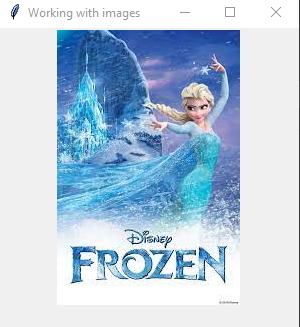 Working with images
Disney
FROZEN